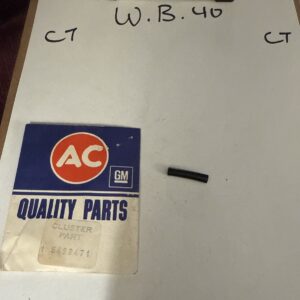 W.B. 40
CT CT
AC
GM
QUALITY PARTS
CLUSTER
PART